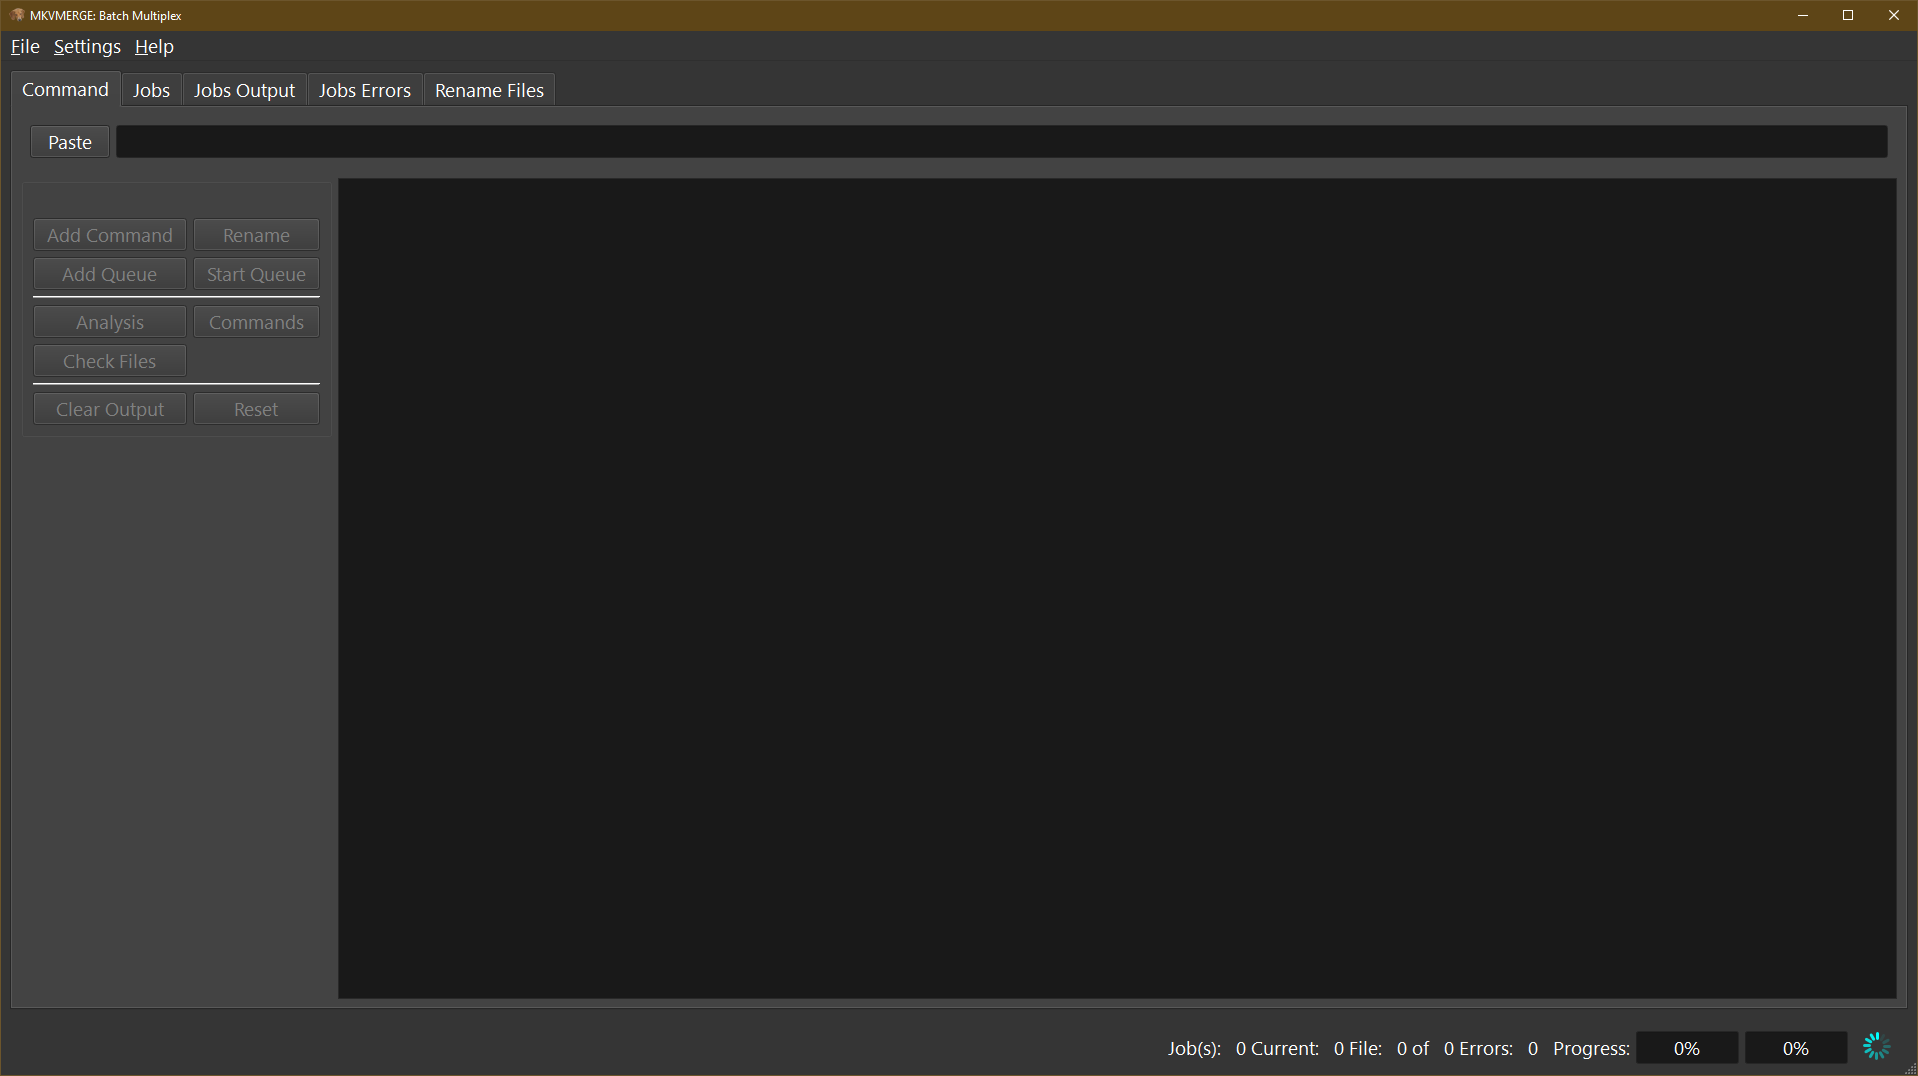 MKVMERGE: Batch Multiplex
File Settings Help
Command Jobs Jobs Output Jobs Errors Rename Files
Paste
Add Command Rename
Add Queue Start Queue
Analysis Commands
Check Files
Clear Output Reset
Job(s): 0 Current: 0 File: 0 of 0 Errors: 0 Progress: 0% 0%